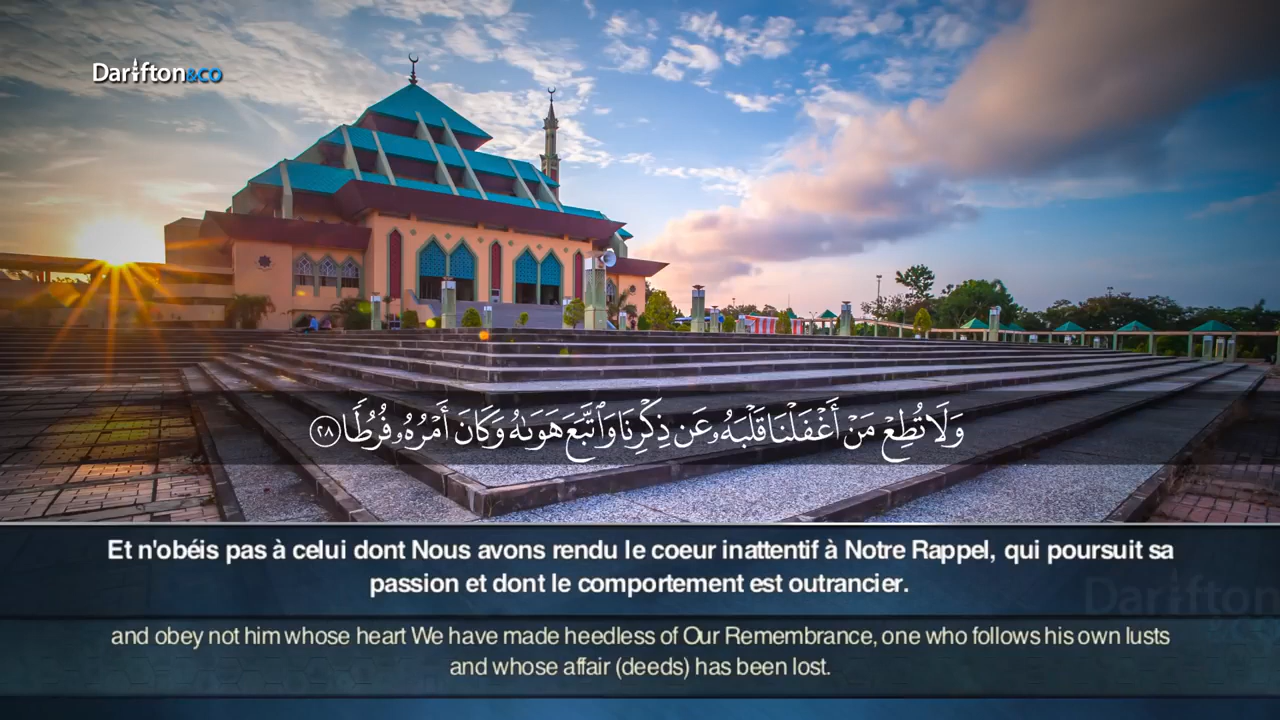 Darifton&co
وَلَا تُطِعْ مَنْ أَغْفَلْنَا قَلْبَهُۥ عَن ذِكْرِنَا وَٱتَّبَعَ هَوَىٰهُ وَكَانَ أَمْرُهُۥ فُرُطًا ٢٨
Et n'obéis pas à celui dont Nous avons rendu le coeur inattentif à Notre Rappel, qui poursuit sa
passion et dont le comportement est outrancier.
Darifton
&co
and obey not him whose heart We have made heedless of Our Remembrance, one who follows his own lusts
and whose affair (deeds) has been lost.